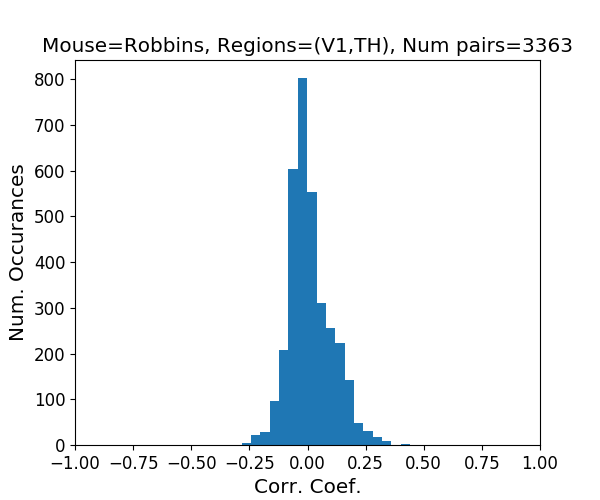 Mouse=Robbins, Regions=(V1,TH), Num pairs=3363
800
700
600
500
400
300
200
100
0
Num. Occurances
−1.00 −0.75 −0.50 −0.25 0.00 0.25 0.50 0.75 1.00
Corr. Coef.